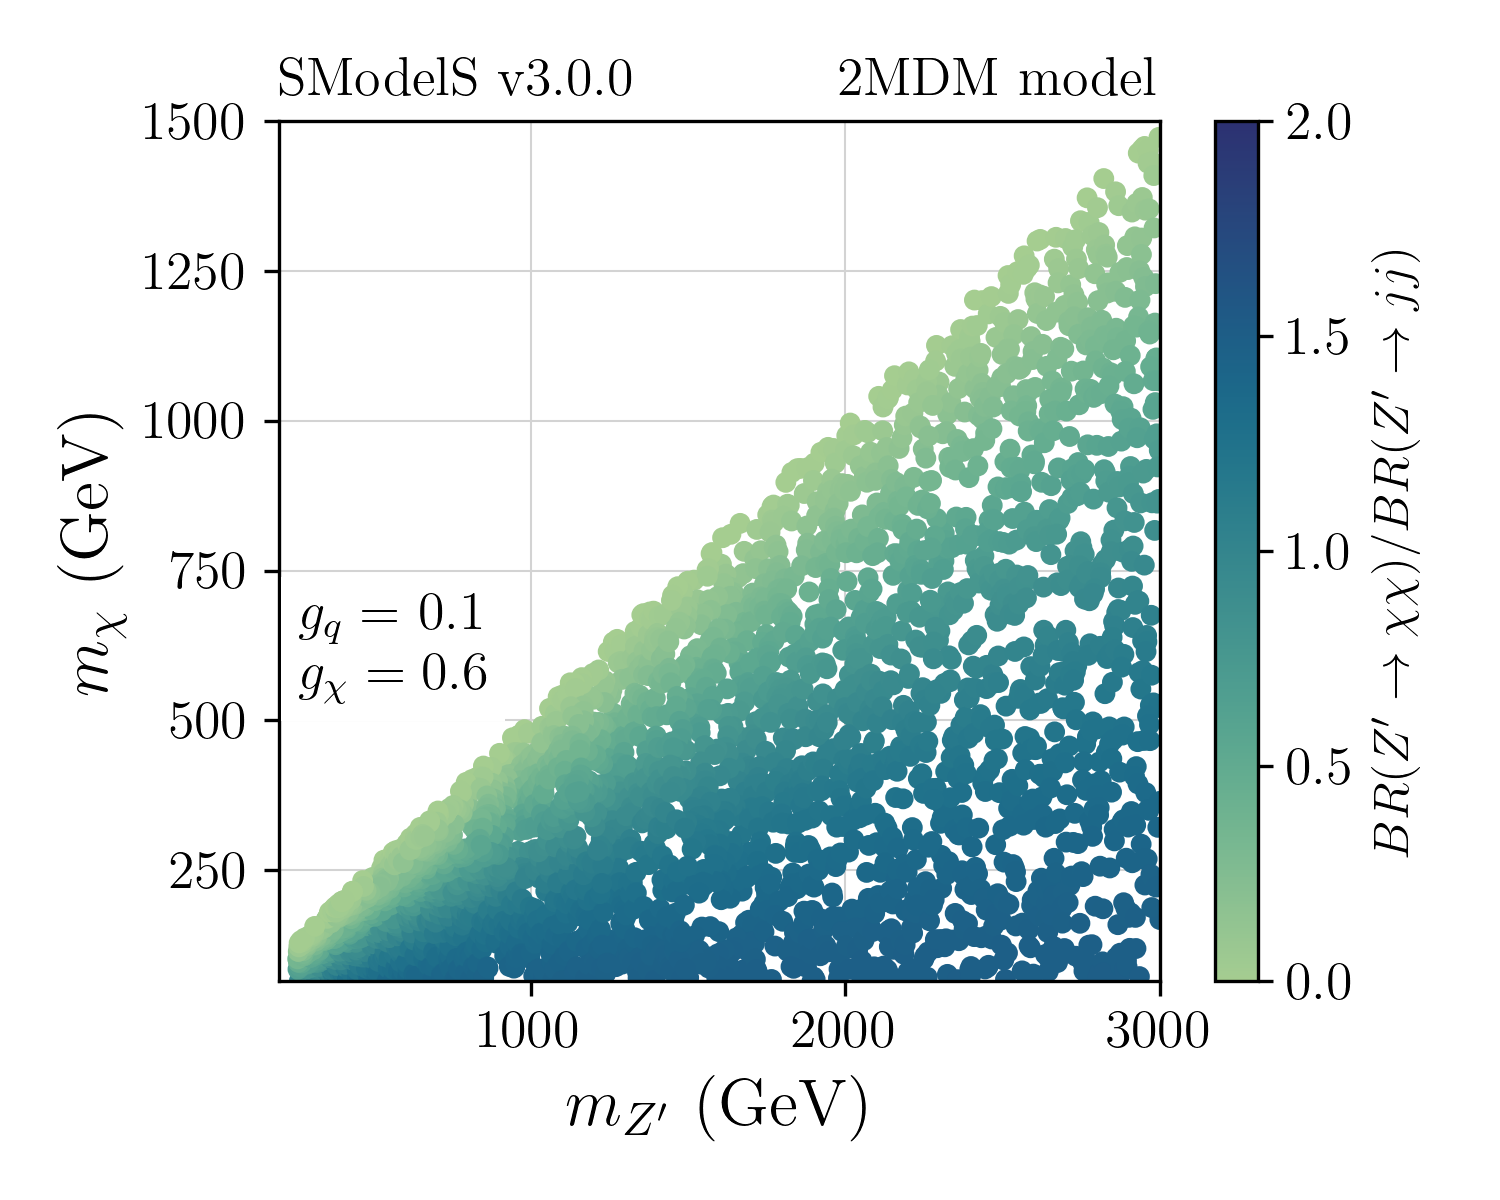 SModelS v3.0.0
2MDM model
1500
1250
1000
750
500
250
m_χ (GeV)
g_q = 0.1
g_χ = 0.6
1000
2000
3000
m_{Z′} (GeV)
2.0
1.5
1.0
0.5
0.0
BR(Z′ → χχ)/BR(Z′ → jj)